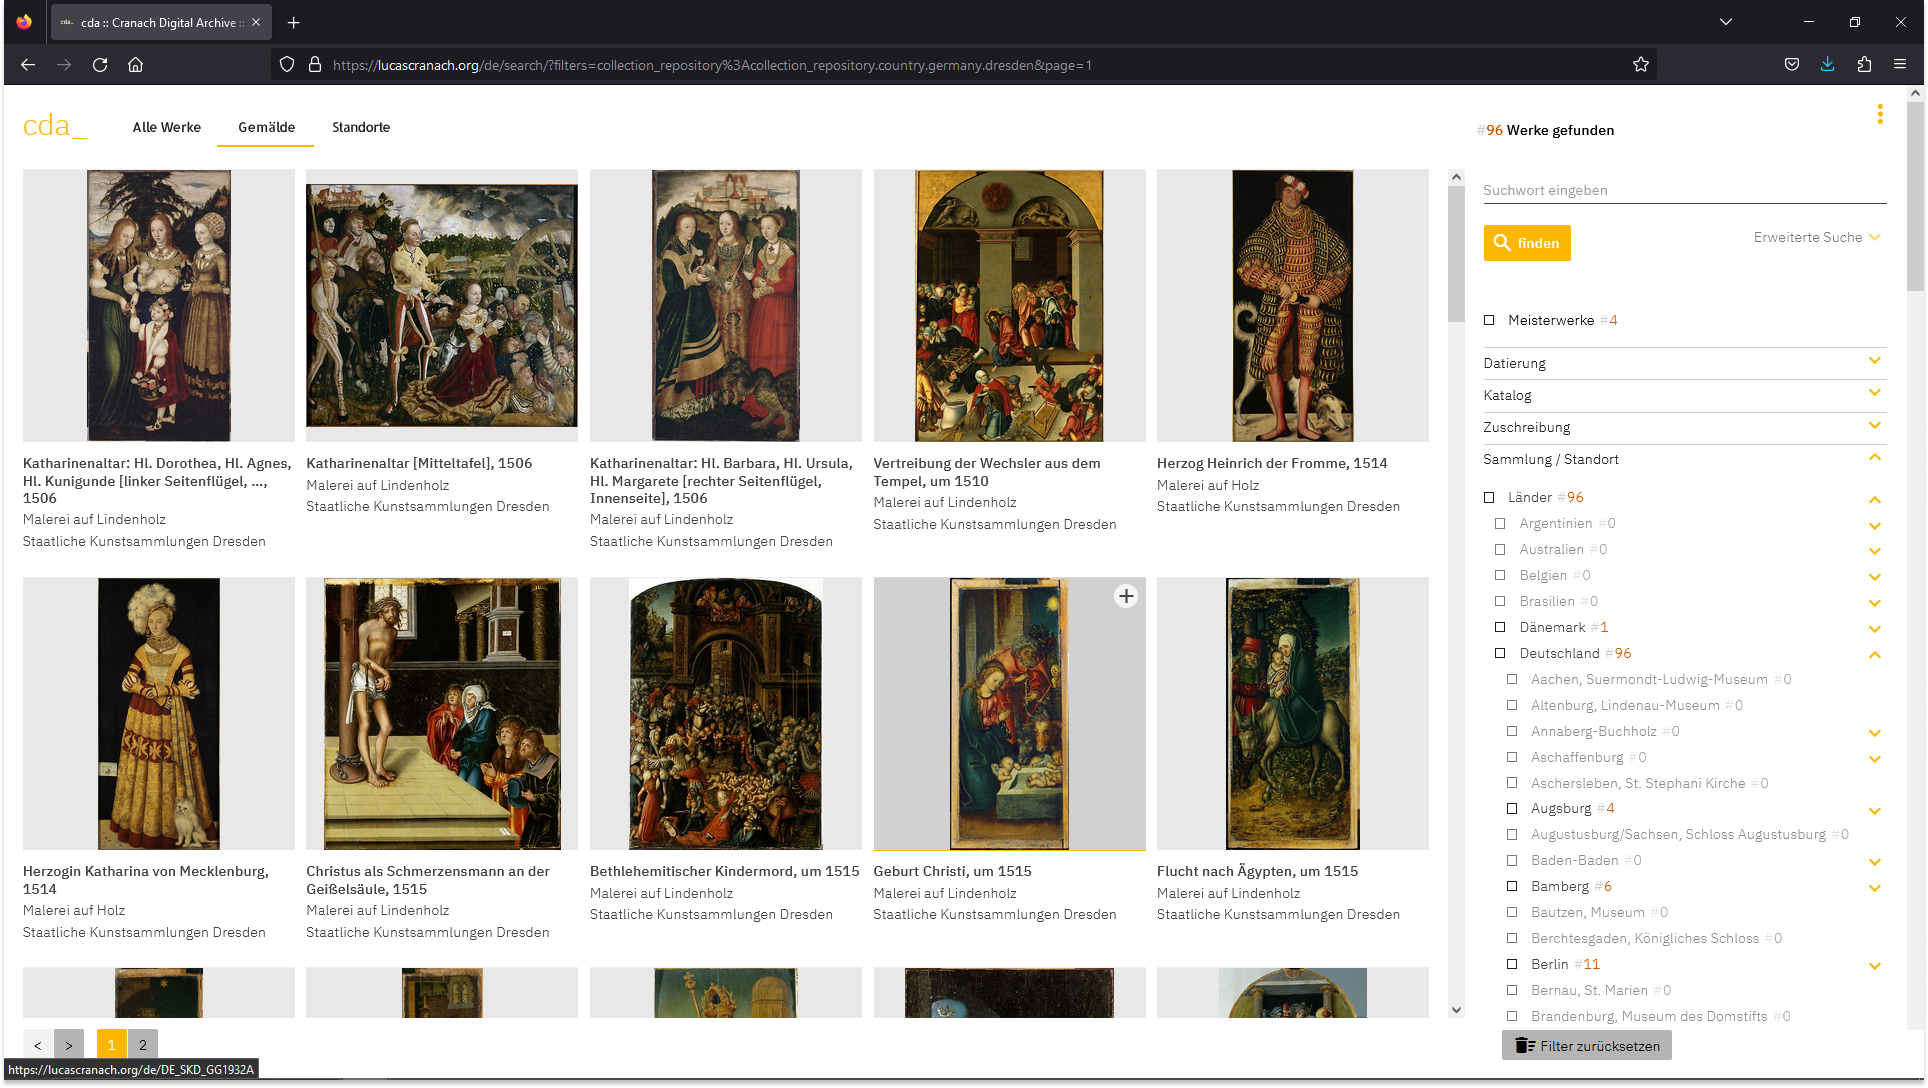 cda_ cda :: Cranach Digital Archive ::
https://lucascranach.org/de/search/?filters=collection_repository%3Acollection_repository.country.germany.dresden&page=1
cda_ Alle Werke Gemälde Standorte
#96 Werke gefunden
Suchwort eingeben
finden
Erweiterte Suche
Meisterwerke #4
Datierung
Katalog
Zuschreibung
Sammlung / Standort
Länder #96
Argentinien #0
Australien #0
Belgien #0
Brasilien #0
Dänemark #1
Deutschland #96
Aachen, Suermondt-Ludwig-Museum #0
Altenburg, Lindenau-Museum #0
Annaberg-Buchholz #0
Aschaffenburg #0
Aschersleben, St. Stephani Kirche #0
Augsburg #4
Augustusburg/Sachsen, Schloss Augustusburg #0
Baden-Baden #0
Bamberg #6
Bautzen, Museum #0
Berchtesgaden, Königliches Schloss #0
Berlin #11
Bernau, St. Marien #0
Brandenburg, Museum des Domstifts #0
Filter zurücksetzen
Katharinenaltar: Hl. Dorothea, Hl. Agnes,
Hl. Kunigunde [linker Seitenflügel, ...,
1506
Malerei auf Lindenholz
Staatliche Kunstsammlungen Dresden
Katharinenaltar [Mitteltafel], 1506
Malerei auf Lindenholz
Staatliche Kunstsammlungen Dresden
Katharinenaltar: Hl. Barbara, Hl. Ursula,
Hl. Margarete [rechter Seitenflügel,
Innenseite], 1506
Malerei auf Lindenholz
Staatliche Kunstsammlungen Dresden
Vertreibung der Wechsler aus dem
Tempel, um 1510
Malerei auf Lindenholz
Staatliche Kunstsammlungen Dresden
Herzog Heinrich der Fromme, 1514
Malerei auf Holz
Staatliche Kunstsammlungen Dresden
Herzogin Katharina von Mecklenburg,
1514
Malerei auf Holz
Staatliche Kunstsammlungen Dresden
Christus als Schmerzensmann an der
Geißelsäule, 1515
Malerei auf Lindenholz
Staatliche Kunstsammlungen Dresden
Bethlehemitischer Kindermord, um 1515
Malerei auf Lindenholz
Staatliche Kunstsammlungen Dresden
Geburt Christi, um 1515
Malerei auf Lindenholz
Staatliche Kunstsammlungen Dresden
Flucht nach Ägypten, um 1515
Malerei auf Lindenholz
Staatliche Kunstsammlungen Dresden
< > 1 2
https://lucascranach.org/de/DE_SKD_GG1932A